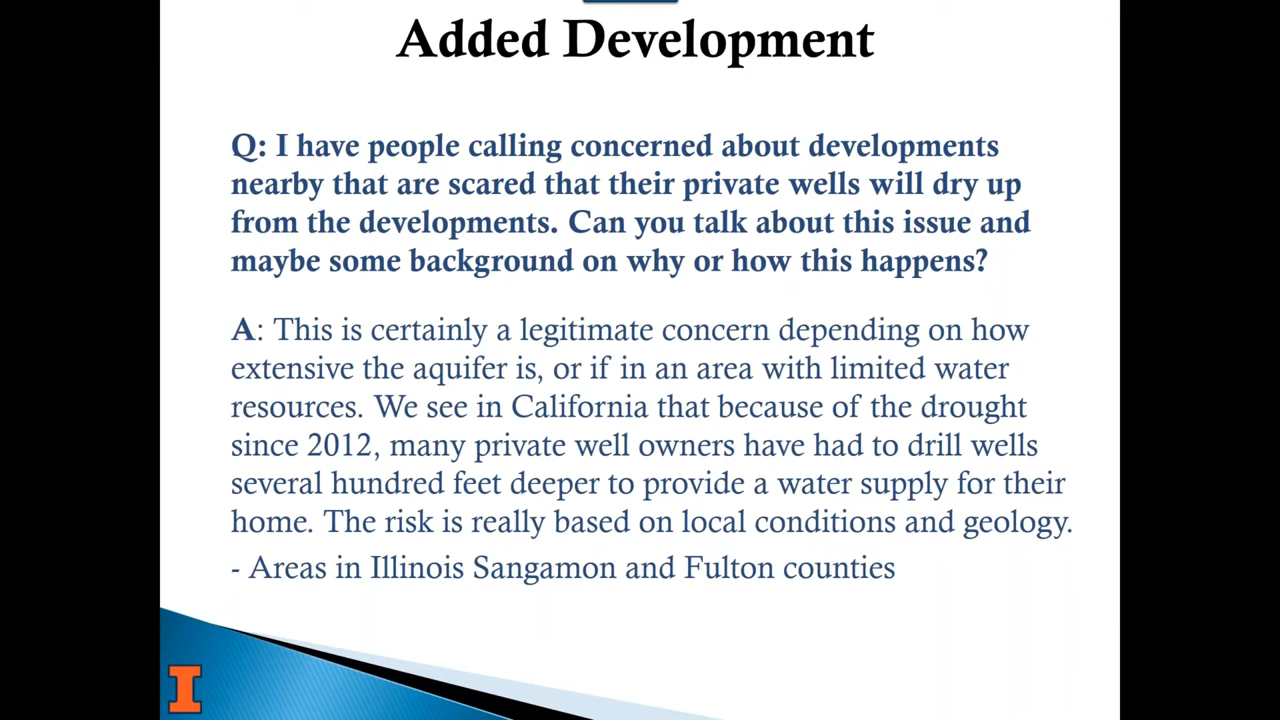 Added Development
Q: I have people calling concerned about developments
nearby that are scared that their private wells will dry up
from the developments. Can you talk about this issue and
maybe some background on why or how this happens?
A: This is certainly a legitimate concern depending on how
extensive the aquifer is, or if in an area with limited water
resources. We see in California that because of the drought
since 2012, many private well owners have had to drill wells
several hundred feet deeper to provide a water supply for their
home. The risk is really based on local conditions and geology.
- Areas in Illinois Sangamon and Fulton counties
I